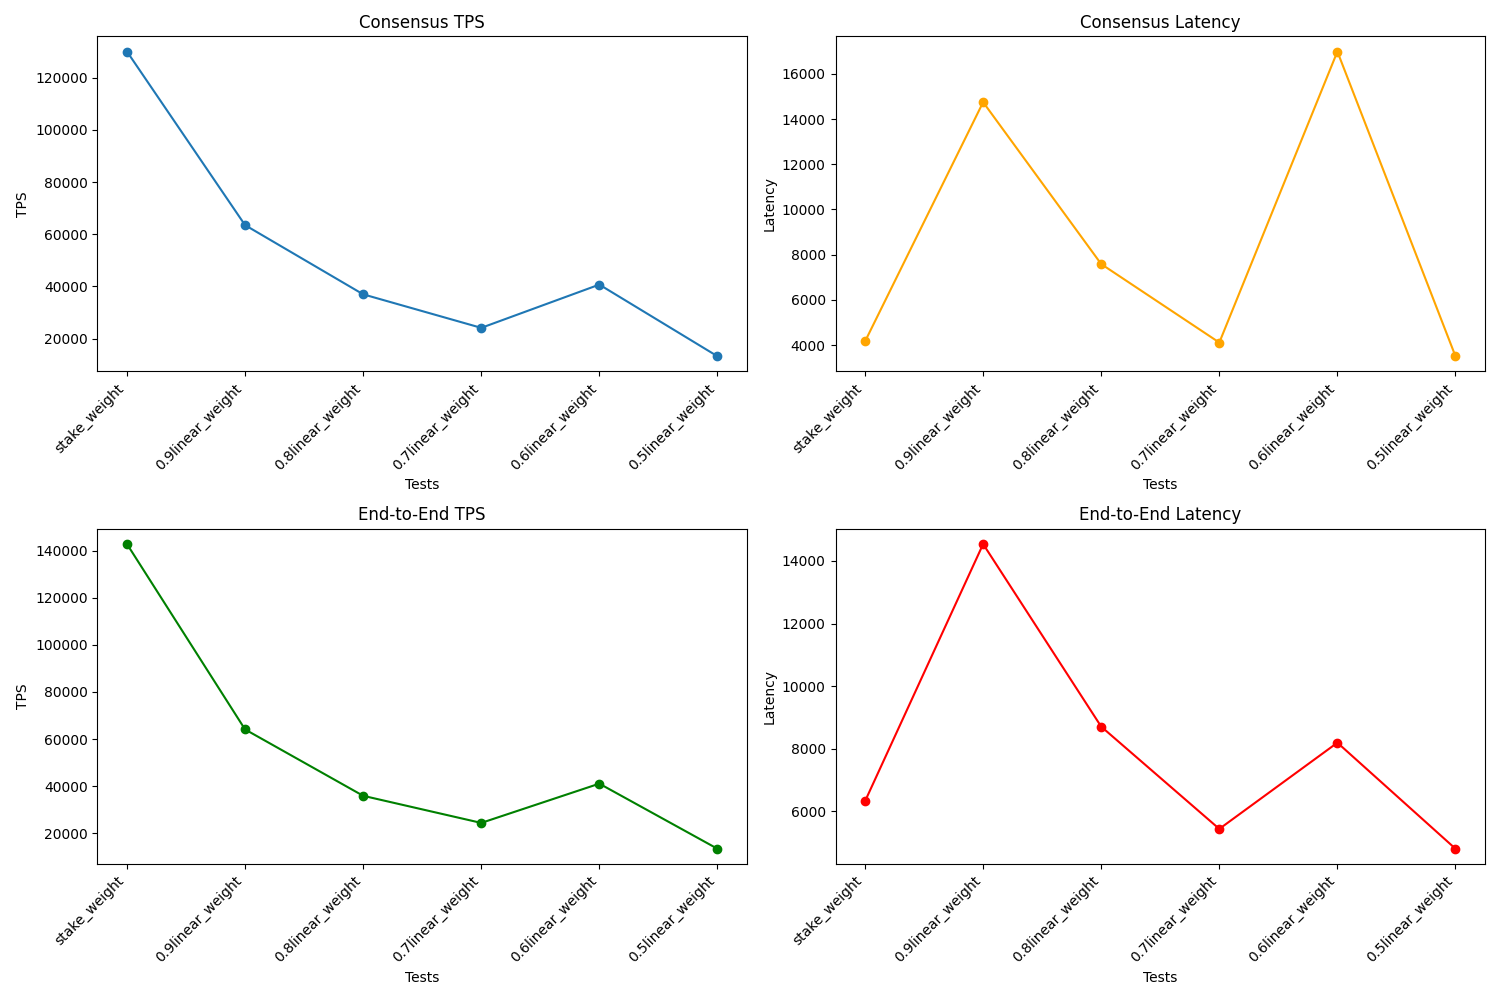 Consensus TPS
TPS
120000
100000
80000
60000
40000
20000
stake_weight
0.9linear_weight
0.8linear_weight
0.7linear_weight
0.6linear_weight
0.5linear_weight
Tests
Consensus Latency
Latency
16000
14000
12000
10000
8000
6000
4000
stake_weight
0.9linear_weight
0.8linear_weight
0.7linear_weight
0.6linear_weight
0.5linear_weight
Tests
End-to-End TPS
TPS
140000
120000
100000
80000
60000
40000
20000
stake_weight
0.9linear_weight
0.8linear_weight
0.7linear_weight
0.6linear_weight
0.5linear_weight
Tests
End-to-End Latency
Latency
14000
12000
10000
8000
6000
stake_weight
0.9linear_weight
0.8linear_weight
0.7linear_weight
0.6linear_weight
0.5linear_weight
Tests